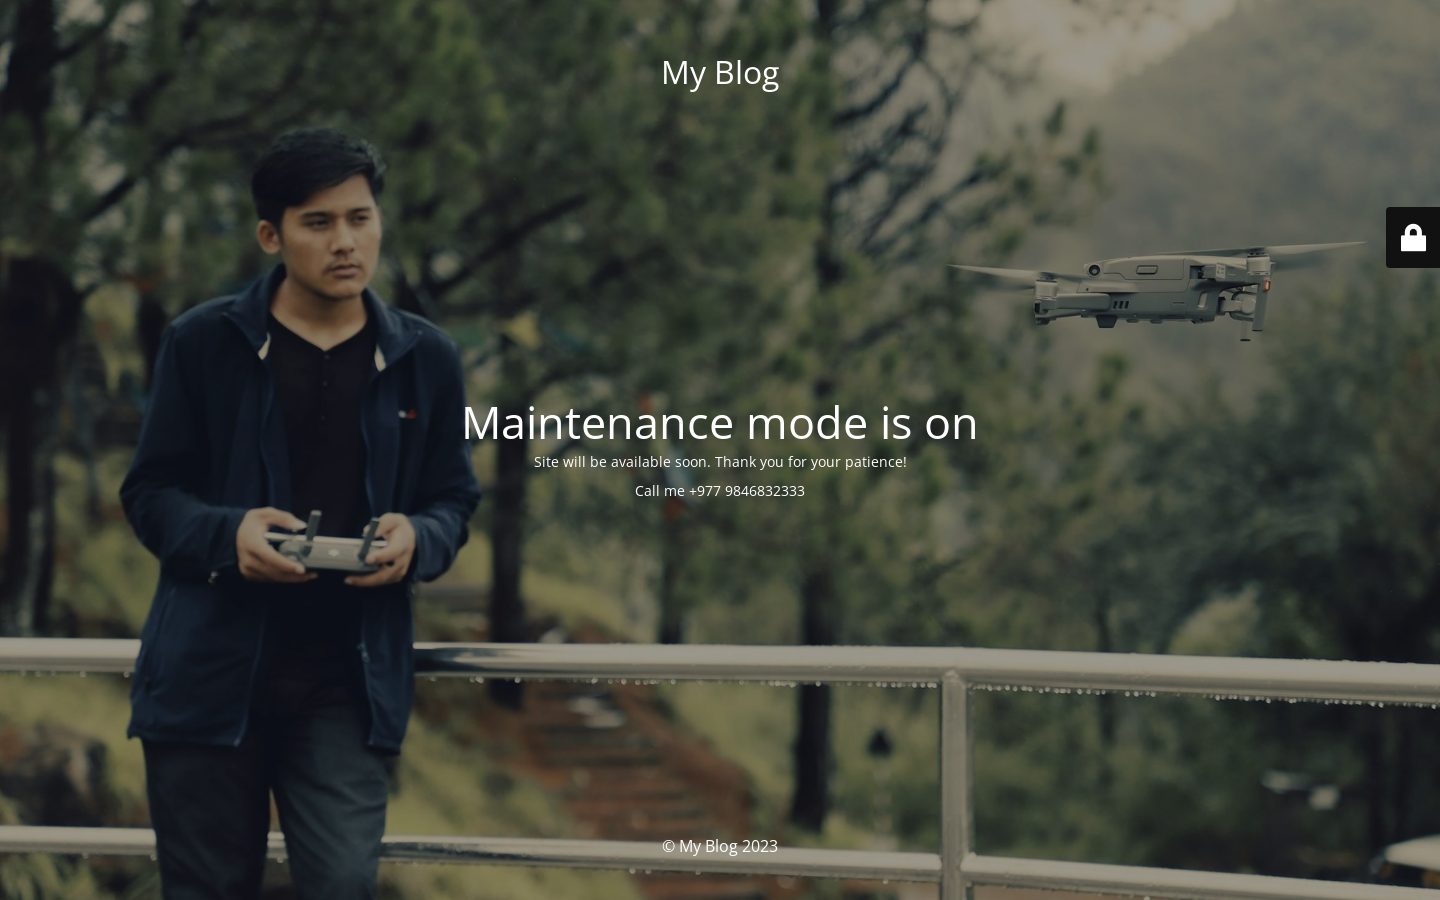 My Blog
Maintenance mode is on
Site will be available soon. Thank you for your patience!
Call me +977 9846832333
© My Blog 2023